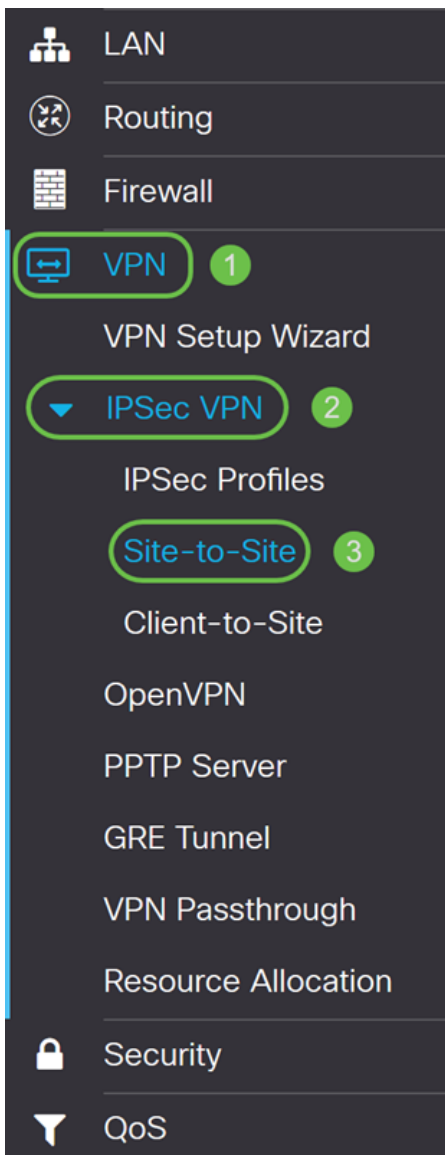 LAN
Routing
Firewall
VPN 1
VPN Setup Wizard
IPSec VPN 2
IPSec Profiles
Site-to-Site 3
Client-to-Site
OpenVPN
PPTP Server
GRE Tunnel
VPN Passthrough
Resource Allocation
Security
QoS